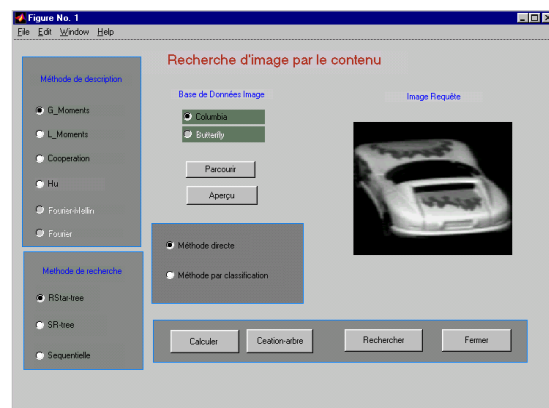 Figure No. 1
File Edit Window Help
Recherche d'image par le contenu
Méthode de description
G_Moments
L_Moments
Cooperation
Hu
Fourier-Mellin
Fourier
Base de Données Image
Columbia
Butterfly
Parcourir
Aperçu
Image Requête
Méthode directe
Méthode par classification
Methode de recherche
RStar-tree
SR-tree
Sequentielle
Calculer
Ceation-arbre
Rechercher
Fermer